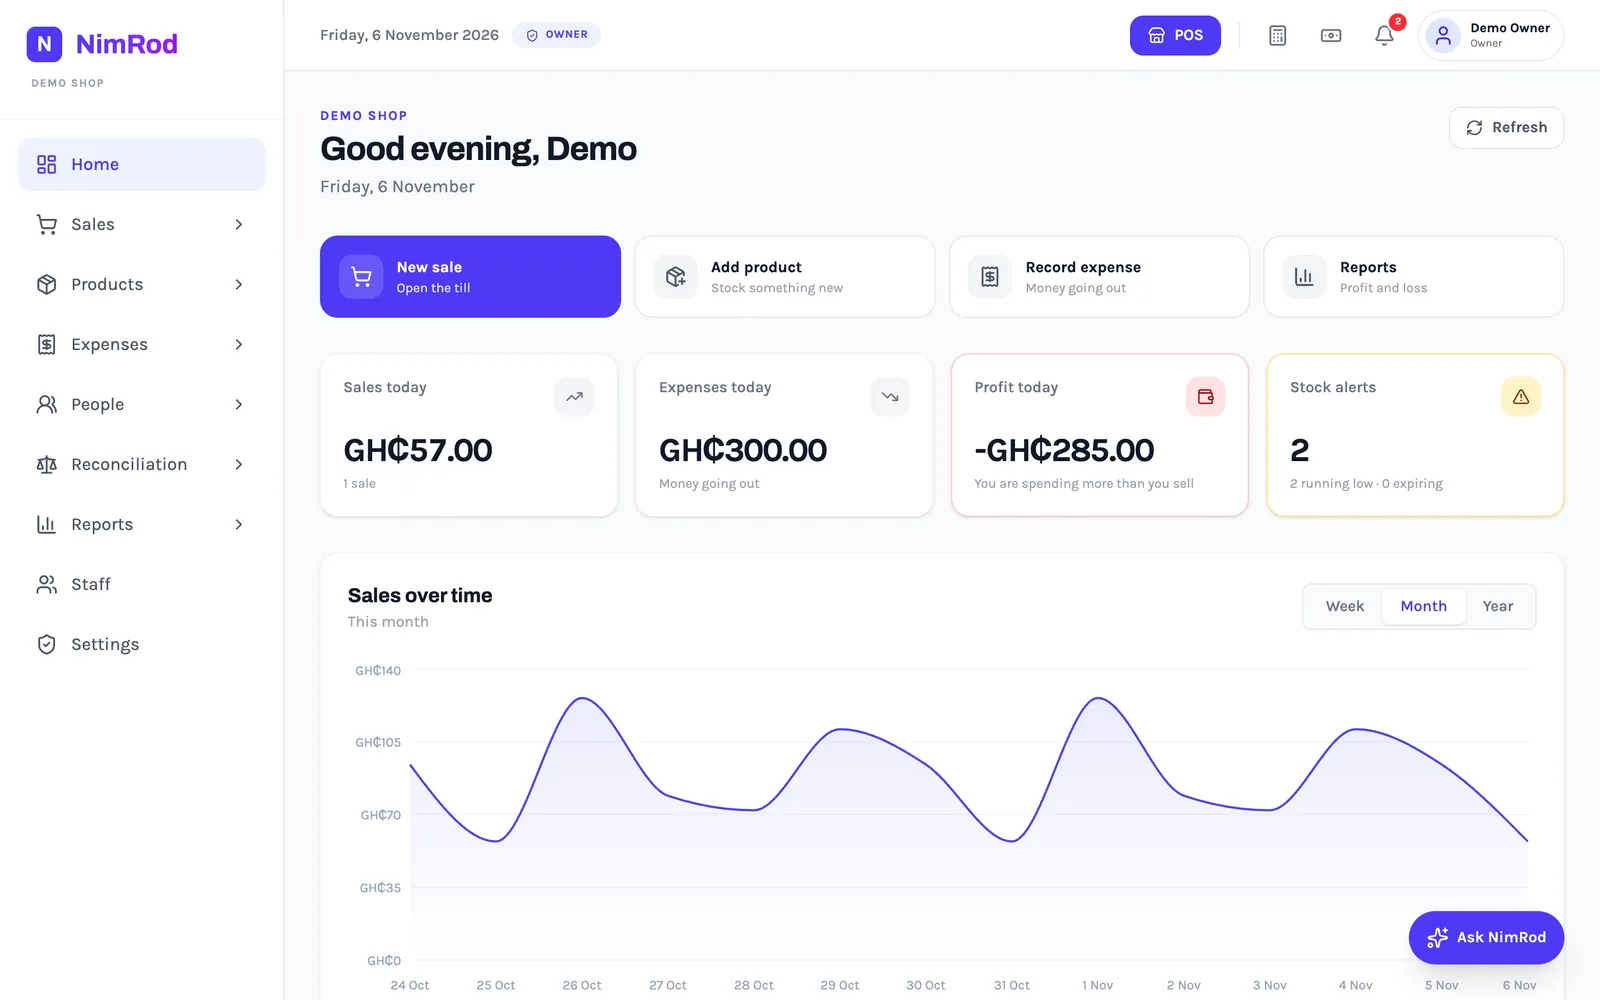 N NimRod
DEMO SHOP
Home
Sales
Products
Expenses
People
Reconciliation
Reports
Staff
Settings
Friday, 6 November 2026
OWNER
POS
2
Demo Owner
Owner
DEMO SHOP
Good evening, Demo
Friday, 6 November
Refresh
New sale
Open the till
Add product
Stock something new
Record expense
Money going out
Reports
Profit and loss
Sales today
GH₵57.00
1 sale
Expenses today
GH₵300.00
Money going out
Profit today
-GH₵285.00
You are spending more than you sell
Stock alerts
2
2 running low · 0 expiring
Sales over time
This month
Week Month Year
GH₵140
GH₵105
GH₵70
GH₵35
GH₵0
24 Oct 25 Oct 26 Oct 27 Oct 28 Oct 29 Oct 30 Oct 31 Oct 1 Nov 2 Nov 3 Nov 4 Nov 5 Nov 6 Nov
Ask NimRod